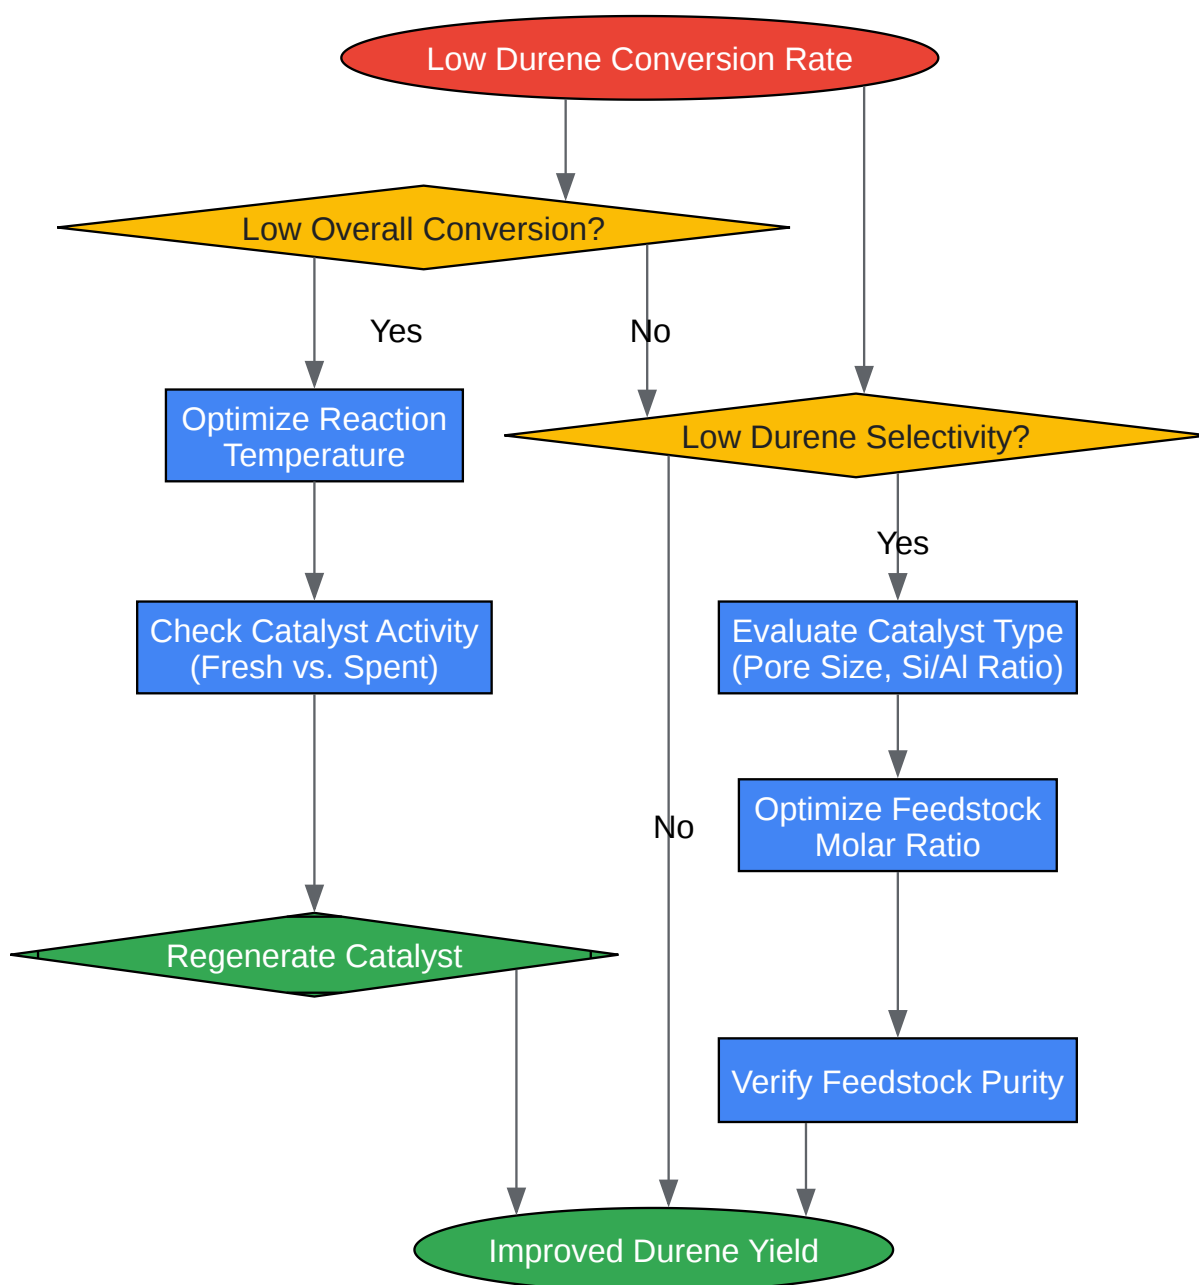 Low Durene Conversion Rate
Low Overall Conversion?
Yes
No
Optimize Reaction
Temperature
Low Durene Selectivity?
Yes
Check Catalyst Activity
(Fresh vs. Spent)
Evaluate Catalyst Type
(Pore Size, Si/Al Ratio)
Optimize Feedstock
Molar Ratio
No
Regenerate Catalyst
Verify Feedstock Purity
Improved Durene Yield